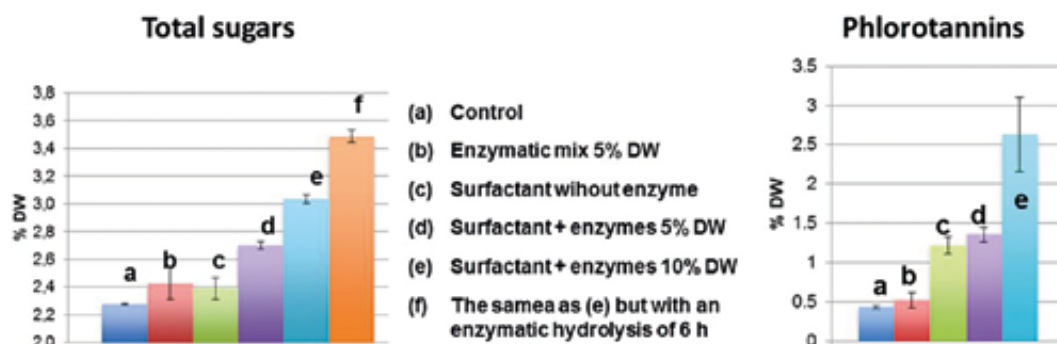 Total sugars
3,8
3,6
3,4
3,2
3,0
2,8
2,6
2,4
2,2
2,0
% DW
a
b
c
d
e
f
(a) Control
(b) Enzymatic mix 5% DW
(c) Surfactant wihout enzyme
(d) Surfactant + enzymes 5% DW
(e) Surfactant + enzymes 10% DW
(f) The samea as (e) but with an
enzymatic hydrolysis of 6 h
Phlorotannins
3.5
3
2.5
2
1.5
1
0.5
0
% DW
a
b
c
d
e